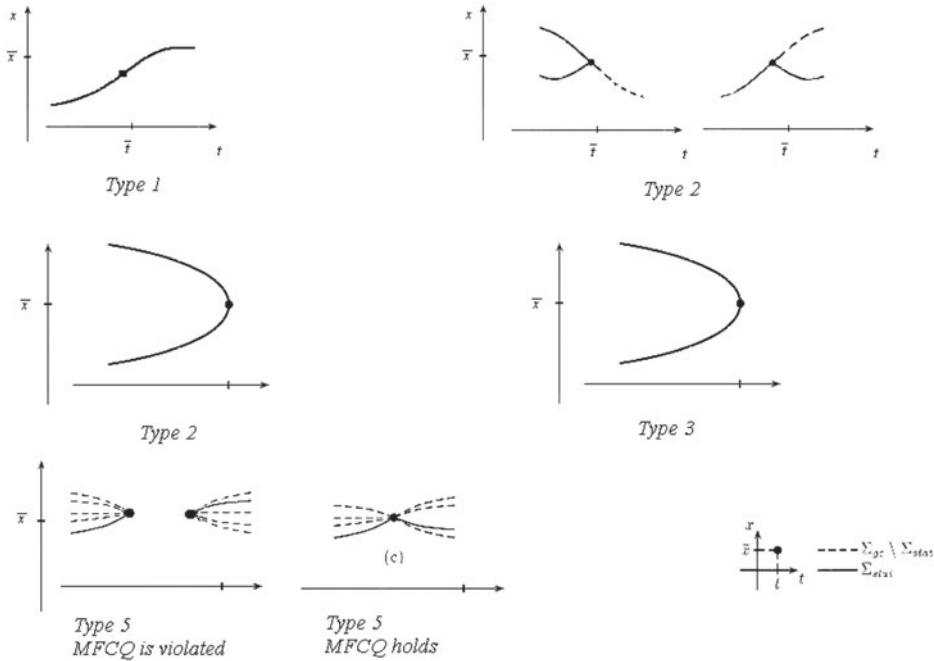 x
x̄
t̄
t
Type 1
x
x̄
t̄
t
t̄
t
Type 2
x̄
Type 2
x̄
Type 3
x̄
(c)
Type 5
MFCQ is violated
Type 5
MFCQ holds
x
x̄
t
Σgc \ Σstat
Σstat